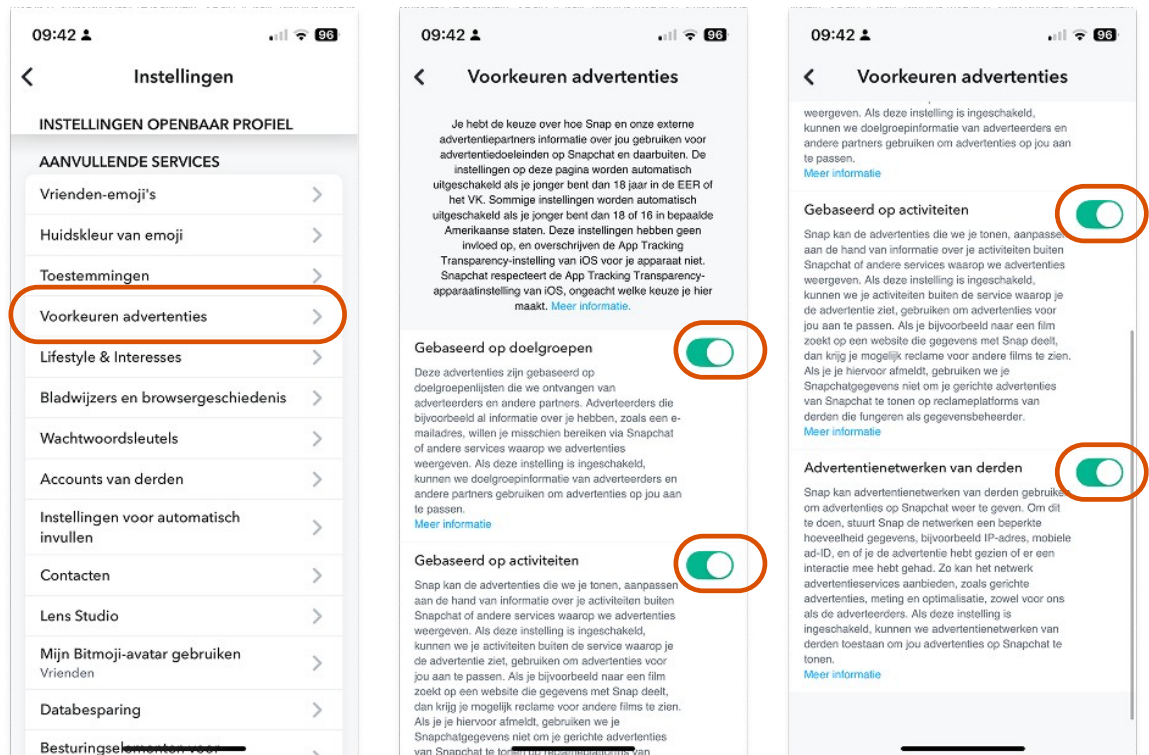 09:42
96
Instellingen
INSTELLINGEN OPENBAAR PROFIEL
AANVULLENDE SERVICES
Vrienden-emoji's
Huidskleur van emoji
Toestemmingen
Voorkeuren advertenties
Lifestyle & Interesses
Bladwijzers en browsergeschiedenis
Wachtwoordsleutels
Accounts van derden
Instellingen voor automatisch
invullen
Contacten
Lens Studio
Mijn Bitmoji-avatar gebruiken
Vrienden
Databesparing
Besturingselementen voor
09:42
96
Voorkeuren advertenties
Je hebt de keuze over hoe Snap en onze externe
advertentiepartners informatie over jou gebruiken voor
advertentiedoeleinden op Snapchat en daarbuiten. De
instellingen op deze pagina worden automatisch
uitgeschakeld als je jonger bent dan 18 jaar in de EER of
het VK. Sommige instellingen worden automatisch
uitgeschakeld als je jonger bent dan 18 of 16 in bepaalde
Amerikaanse staten. Deze instellingen hebben geen
invloed op, en overschrijven de App Tracking
Transparency-instelling van iOS voor je apparaat niet.
Snapchat respecteert de App Tracking Transparency-
apparaatinstelling van iOS, ongeacht welke keuze je hier
maakt. Meer informatie.
Gebaseerd op doelgroepen
Deze advertenties zijn gebaseerd op
doelgroepenlijsten die we ontvangen van
adverteerders en andere partners. Adverteerders die
bijvoorbeeld al informatie over je hebben, zoals een e-
mailadres, willen je misschien bereiken via Snapchat
of andere services waarop we advertenties
weergeven. Als deze instelling is ingeschakeld,
kunnen we doelgroepinformatie van adverteerders en
andere partners gebruiken om advertenties op jou aan
te passen.
Meer informatie
Gebaseerd op activiteiten
Snap kan de advertenties die we je tonen, aanpassen
aan de hand van informatie over je activiteiten buiten
Snapchat of andere services waarop we advertenties
weergeven. Als deze instelling is ingeschakeld,
kunnen we je activiteiten buiten de service waarop je
de advertentie ziet, gebruiken om advertenties voor
jou aan te passen. Als je bijvoorbeeld naar een film
zoekt op een website die gegevens met Snap deelt,
dan krijg je mogelijk reclame voor andere films te zien.
Als je je hiervoor afmeldt, gebruiken we je
Snapchatgegevens niet om je gerichte advertenties
van Snapchat te tonen op reclameplatforms van
09:42
96
Voorkeuren advertenties
weergeven. Als deze instelling is ingeschakeld,
kunnen we doelgroepinformatie van adverteerders en
andere partners gebruiken om advertenties op jou aan
te passen.
Meer informatie
Gebaseerd op activiteiten
Snap kan de advertenties die we je tonen, aanpassen
aan de hand van informatie over je activiteiten buiten
Snapchat of andere services waarop we advertenties
weergeven. Als deze instelling is ingeschakeld,
kunnen we je activiteiten buiten de service waarop je
de advertentie ziet, gebruiken om advertenties voor
jou aan te passen. Als je bijvoorbeeld naar een film
zoekt op een website die gegevens met Snap deelt,
dan krijg je mogelijk reclame voor andere films te zien.
Als je je hiervoor afmeldt, gebruiken we je
Snapchatgegevens niet om je gerichte advertenties
van Snapchat te tonen op reclameplatforms van
derden die fungeren als gegevensbeheerder.
Meer informatie
Advertentienetwerken van derden
Snap kan advertentienetwerken van derden gebruiken
om advertenties op Snapchat weer te geven. Om dit
te doen, stuurt Snap de netwerken een beperkte
hoeveelheid gegevens, bijvoorbeeld IP-adres, mobiele
ad-ID, en of je de advertentie hebt gezien of er een
interactie mee hebt gehad. Zo kan het netwerk
advertentieservices aanbieden, zoals gerichte
advertenties, meting en optimalisatie, zowel voor ons
als de adverteerders. Als deze instelling is
ingeschakeld, kunnen we advertentienetwerken van
derden toestaan om jou advertenties op Snapchat te
tonen.
Meer informatie